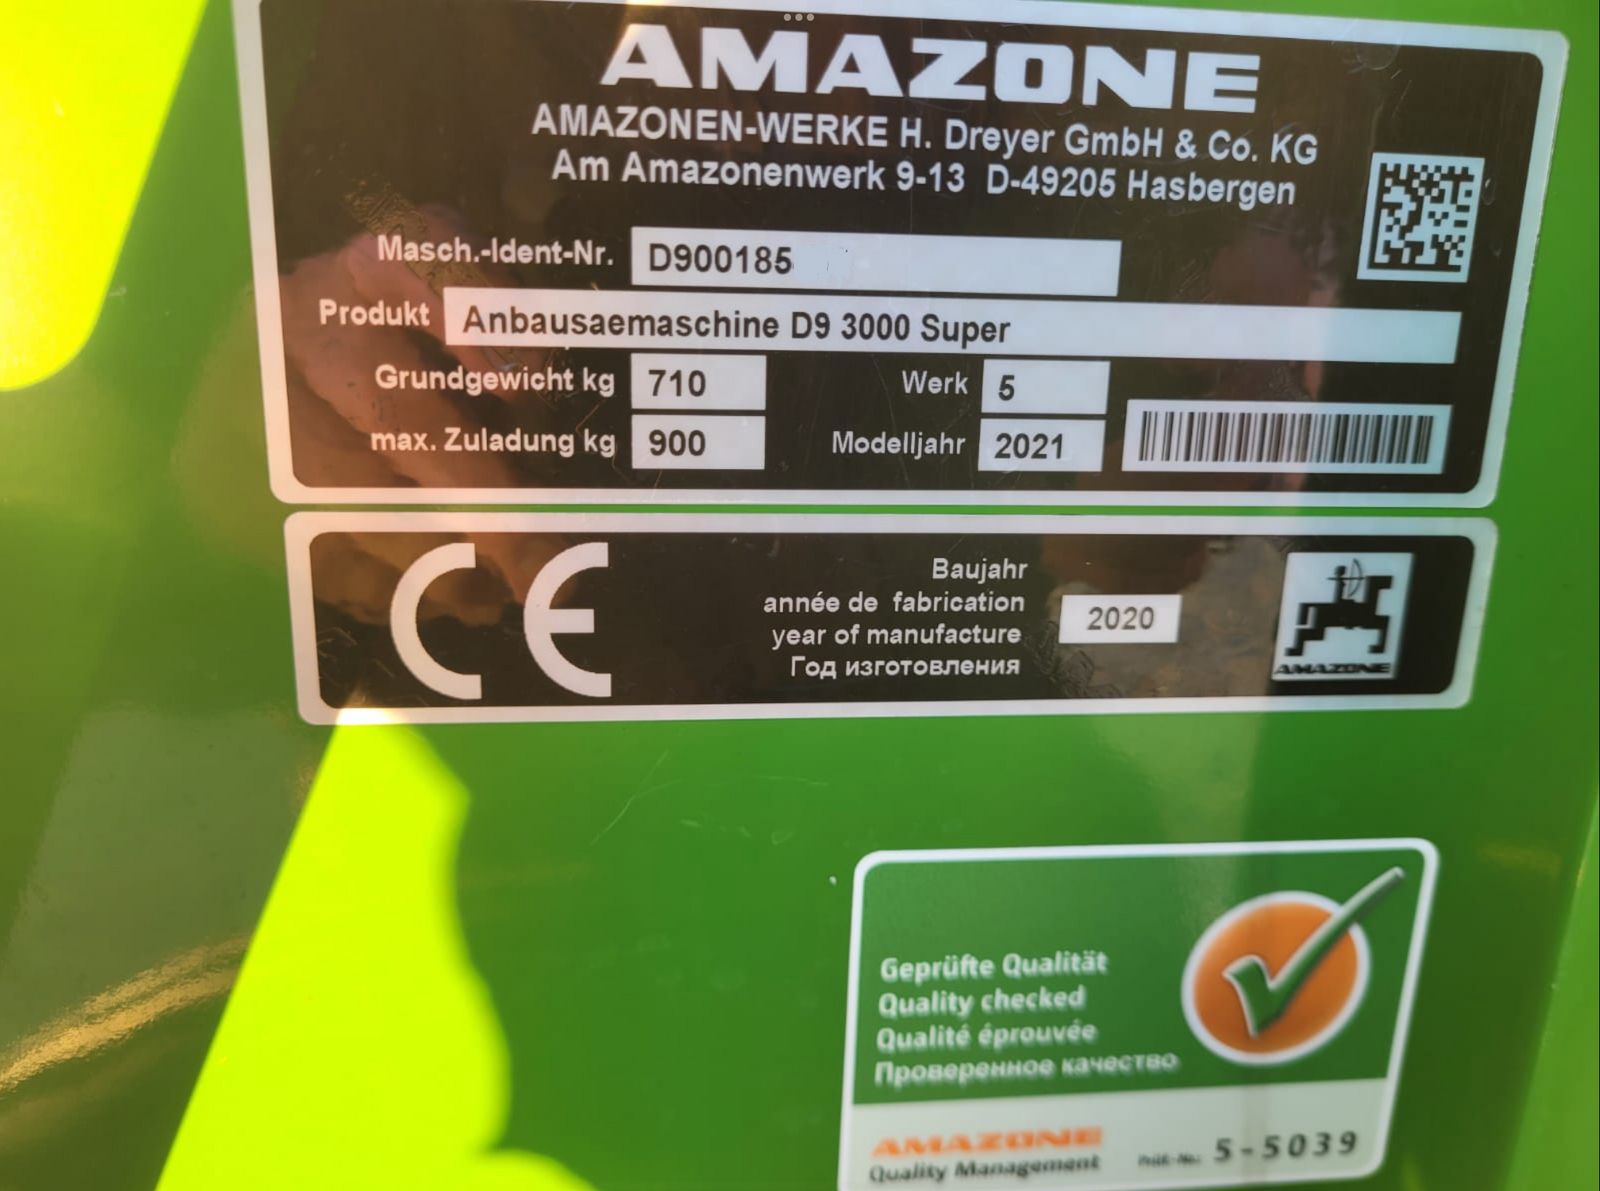 AMAZONE
AMAZONEN-WERKE H. Dreyer GmbH & Co. KG
Am Amazonenwerk 9-13 D-49205 Hasbergen
Masch.-Ident-Nr. D900185
Produkt Anbausaemaschine D9 3000 Super
Grundgewicht kg 710 Werk 5
max. Zuladung kg 900 Modelljahr 2021
CE
Baujahr
année de fabrication
year of manufacture 2020
Год изготовления
AMAZONE
Geprüfte Qualität
Quality checked
Qualité éprouvée
Проверенное качество
AMAZONE
Quality Management Prüf.-Nr.: 5-5039